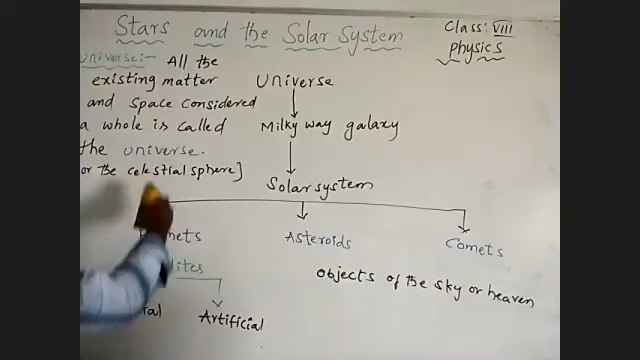 Stars and the Solar System
Class: VIII
Physics
Universe:- All the
existing matter
and Space Considered
a whole is called
the universe.
or the celestial sphere]
Universe
Milky way galaxy
Solar system
Asteroids
Comets
objects of the sky or heaven
Artificial